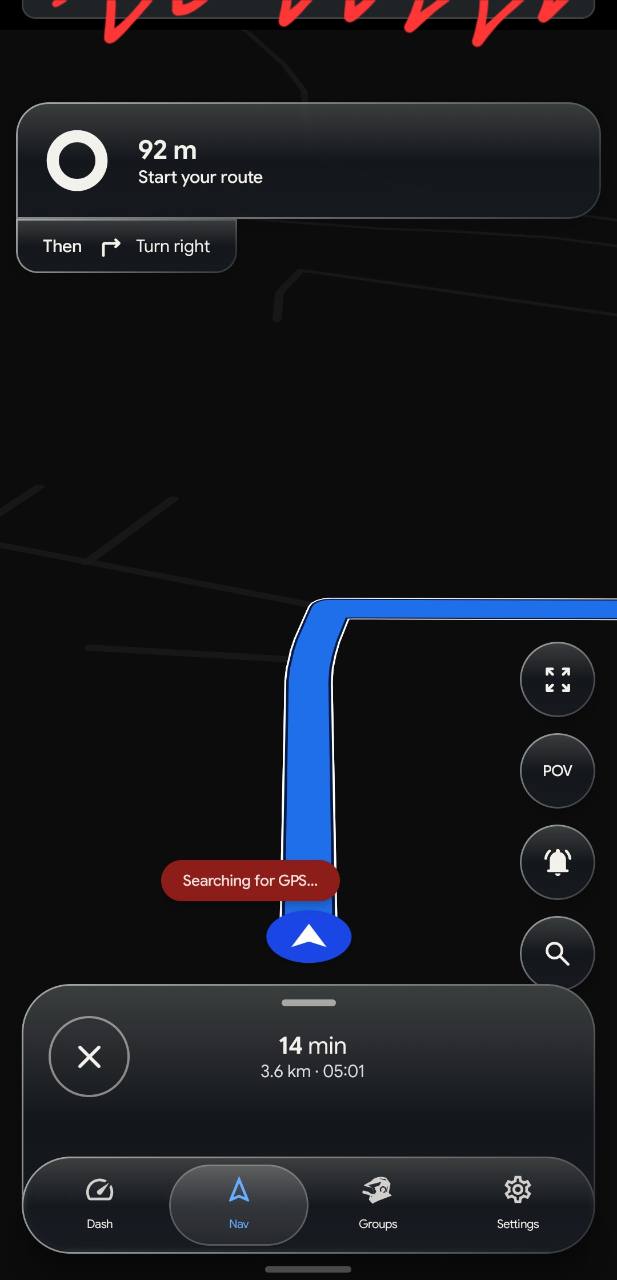 92 m
Start your route
Then Turn right
POV
Searching for GPS...
14 min
3.6 km · 05:01
Dash Nav Groups Settings